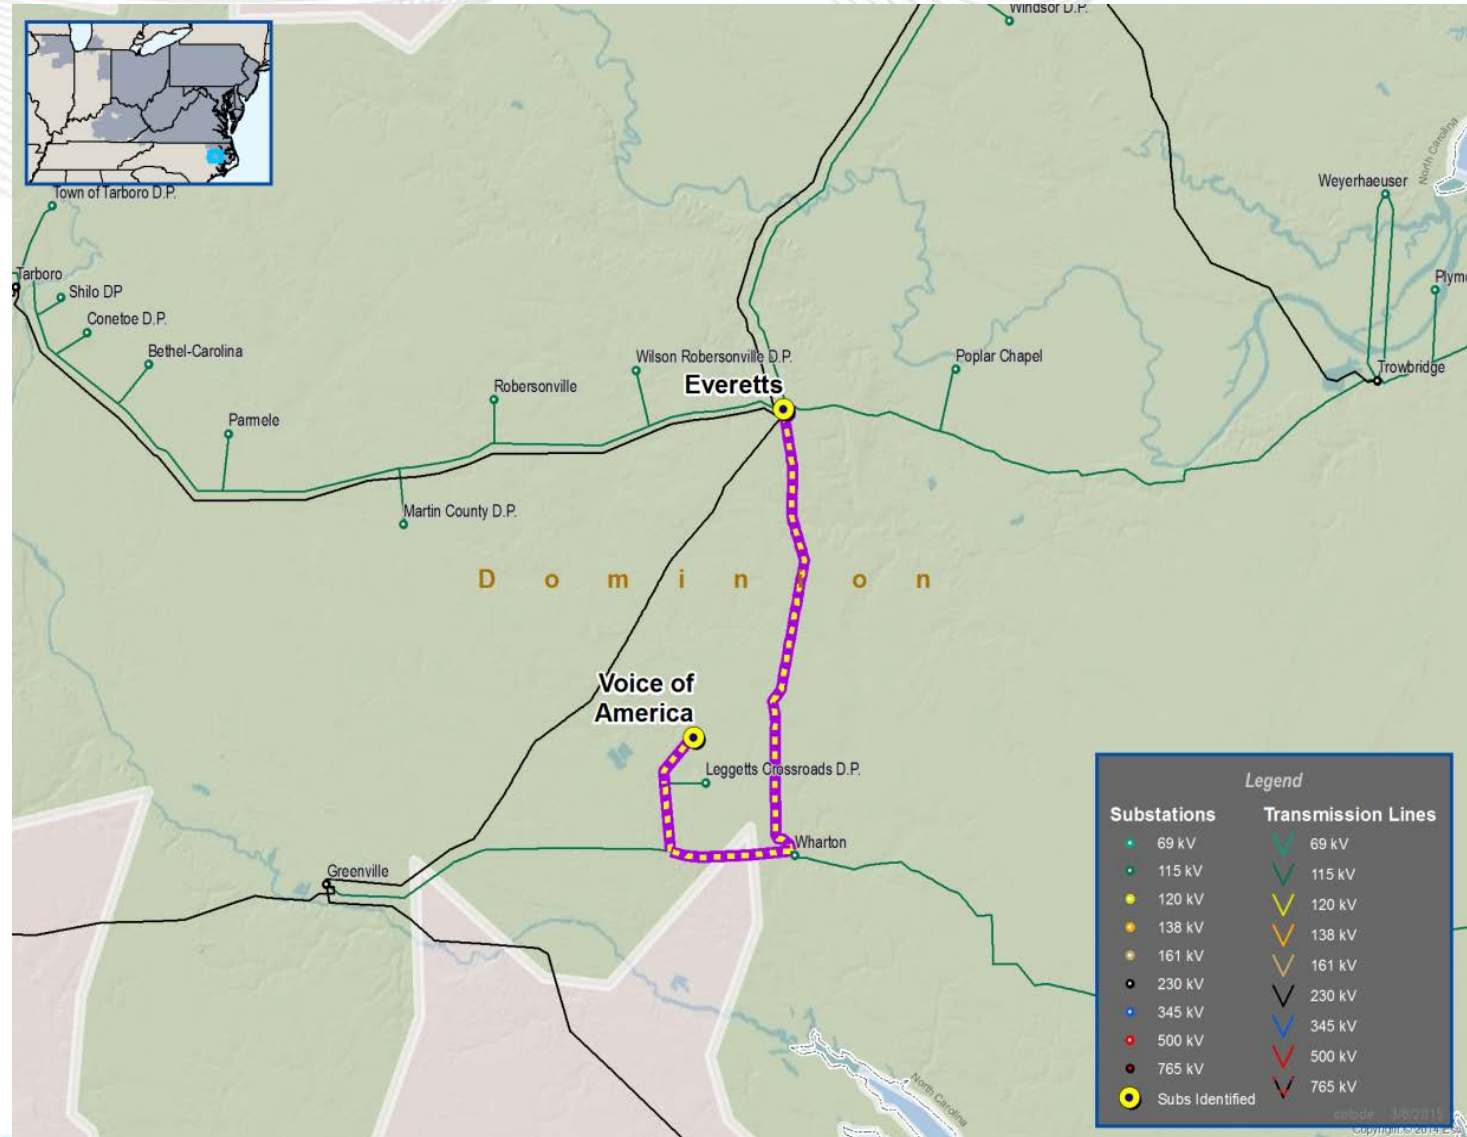 Windsor D.P.
North Carolina
Weyerhaeuser
Town of Tarboro D.P.
Tarboro
Shilo DP
Conetoe D.P.
Bethel-Carolina
Parmele
Robersonville
Wilson Robersonville D.P.
Everetts
Poplar Chapel
Trowbridge
Martin County D.P.
Dominion
Voice of
America
Leggetts Crossroads D.P.
Wharton
Greenville
North Carolina
Legend
Substations
69 kV
115 kV
120 kV
138 kV
161 kV
230 kV
345 kV
500 kV
765 kV
Subs Identified
Transmission Lines
69 kV
115 kV
120 kV
138 kV
161 kV
230 kV
345 kV
500 kV
765 kV